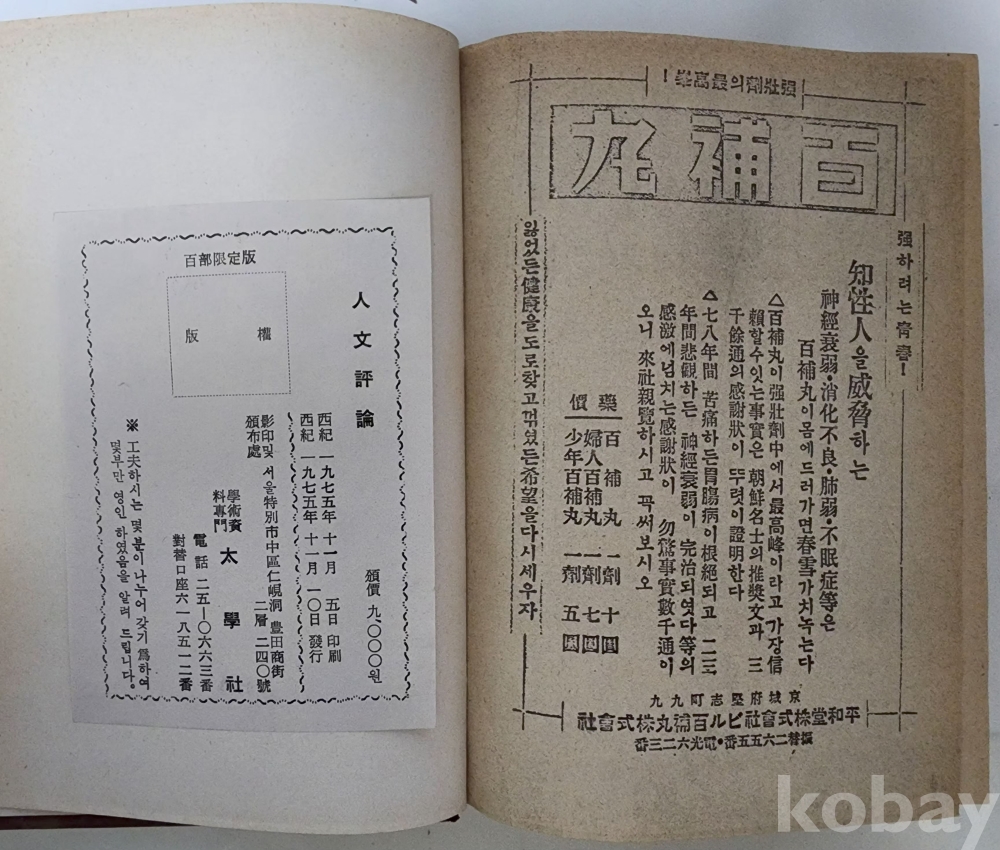 百部限定版
版權
人文評論
頒價 九、〇〇〇원
西紀 一九七五年 十一月 五日 印刷
西紀 一九七五年 十一月 一〇日 發行
影印및 頒布處 서울特別市中區仁峴洞 豊田商街 二層 二四〇號
學術資料專門 太學社
電話 二五―〇六六三番
對替口座六一八五一二番
※ 工夫하시는 몇 분이 나누어 갖기 爲하여
몇부만 영인 하였음을 알려 드립니다。
强壯劑의最高峯!
百補丸
强하려는靑春!
知性人을威脅하는
神經衰弱・消化不良・肺弱・不眠症等은
百補丸이몸에드러가면春雪가치녹는다
△百補丸이强壯劑中에서最高峰이라고 가장信
賴할수잇는事實은 朝鮮名士의推奬文과 三
千餘通의感謝狀이 뚜렷이證明한다
△七八年間 苦痛하든胃腸病이根絕되고 二三
年間悲觀하든 神經衰弱이 完治되엿다等의
感激에넘치는感謝狀이 勿驚事實數千通이
오니 來社親覽하시고 꼭써보시오
藥價
百補丸 一劑 十圓
婦人百補丸 一劑 七圓
少年百補丸 一劑 五圓
잃었든健康을도로찾고꺾였든希望을다시세우자
京城府堅志町九九
平和堂株式會社ビル百補丸株式會社
振替二六五五番・電光六二三番
kobay